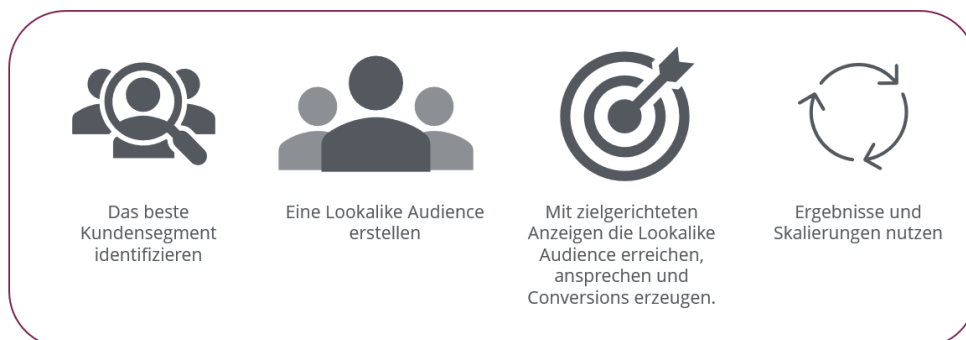 Das beste
Kundensegment
identifizieren
Eine Lookalike Audience
erstellen
Mit zielgerichteten
Anzeigen die Lookalike
Audience erreichen,
ansprechen und
Conversions erzeugen.
Ergebnisse und
Skalierungen nutzen